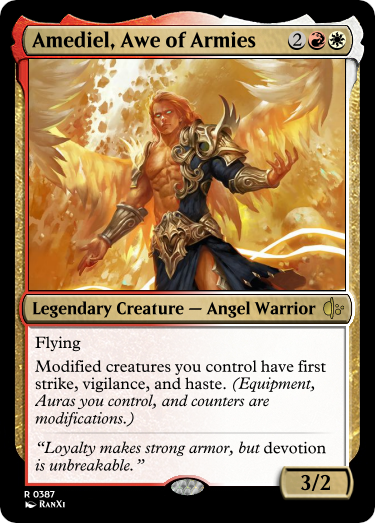 Amediel, Awe of Armies 2
Legendary Creature — Angel Warrior
Flying
Modified creatures you control have first
strike, vigilance, and haste. (Equipment,
Auras you control, and counters are
modifications.)
“Loyalty makes strong armor, but devotion
is unbreakable.”
3/2
R 0387
RanXi